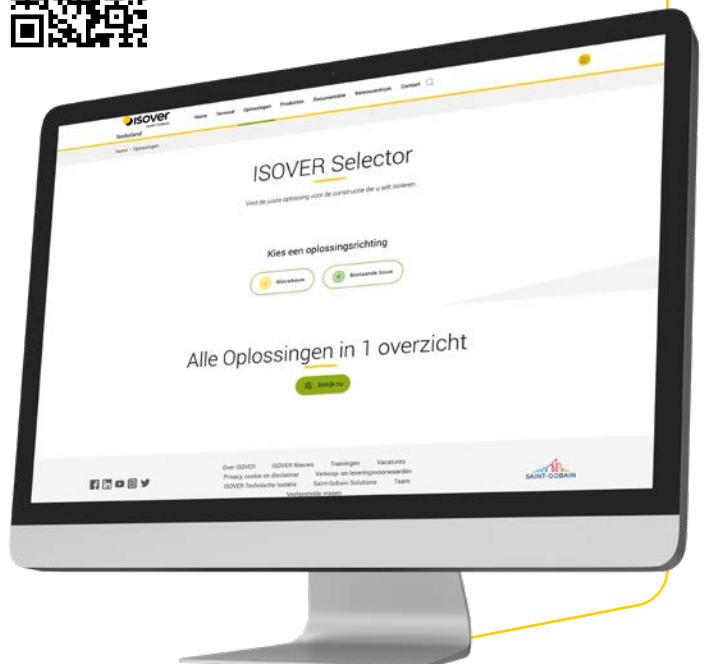 isover
Nederland
Home Terminal Oplossingen Producten Documentatie Kenniscentrum Contact
Home / Oplossingen
ISOVER Selector
Vind de juiste oplossing voor de constructie die u wilt isoleren.
Kies een oplossingsrichting
Nieuwbouw Bestaande bouw
Alle Oplossingen in 1 overzicht
Bekijk nu
Over ISOVER ISOVER Nieuws Trainingen Vacatures
Privacy, cookie en disclaimer Verkoop- en leveringsvoorwaarden
ISOVER Technische Isolatie Saint-Gobain Solutions Team
Veelgestelde vragen
SAINT-GOBAIN